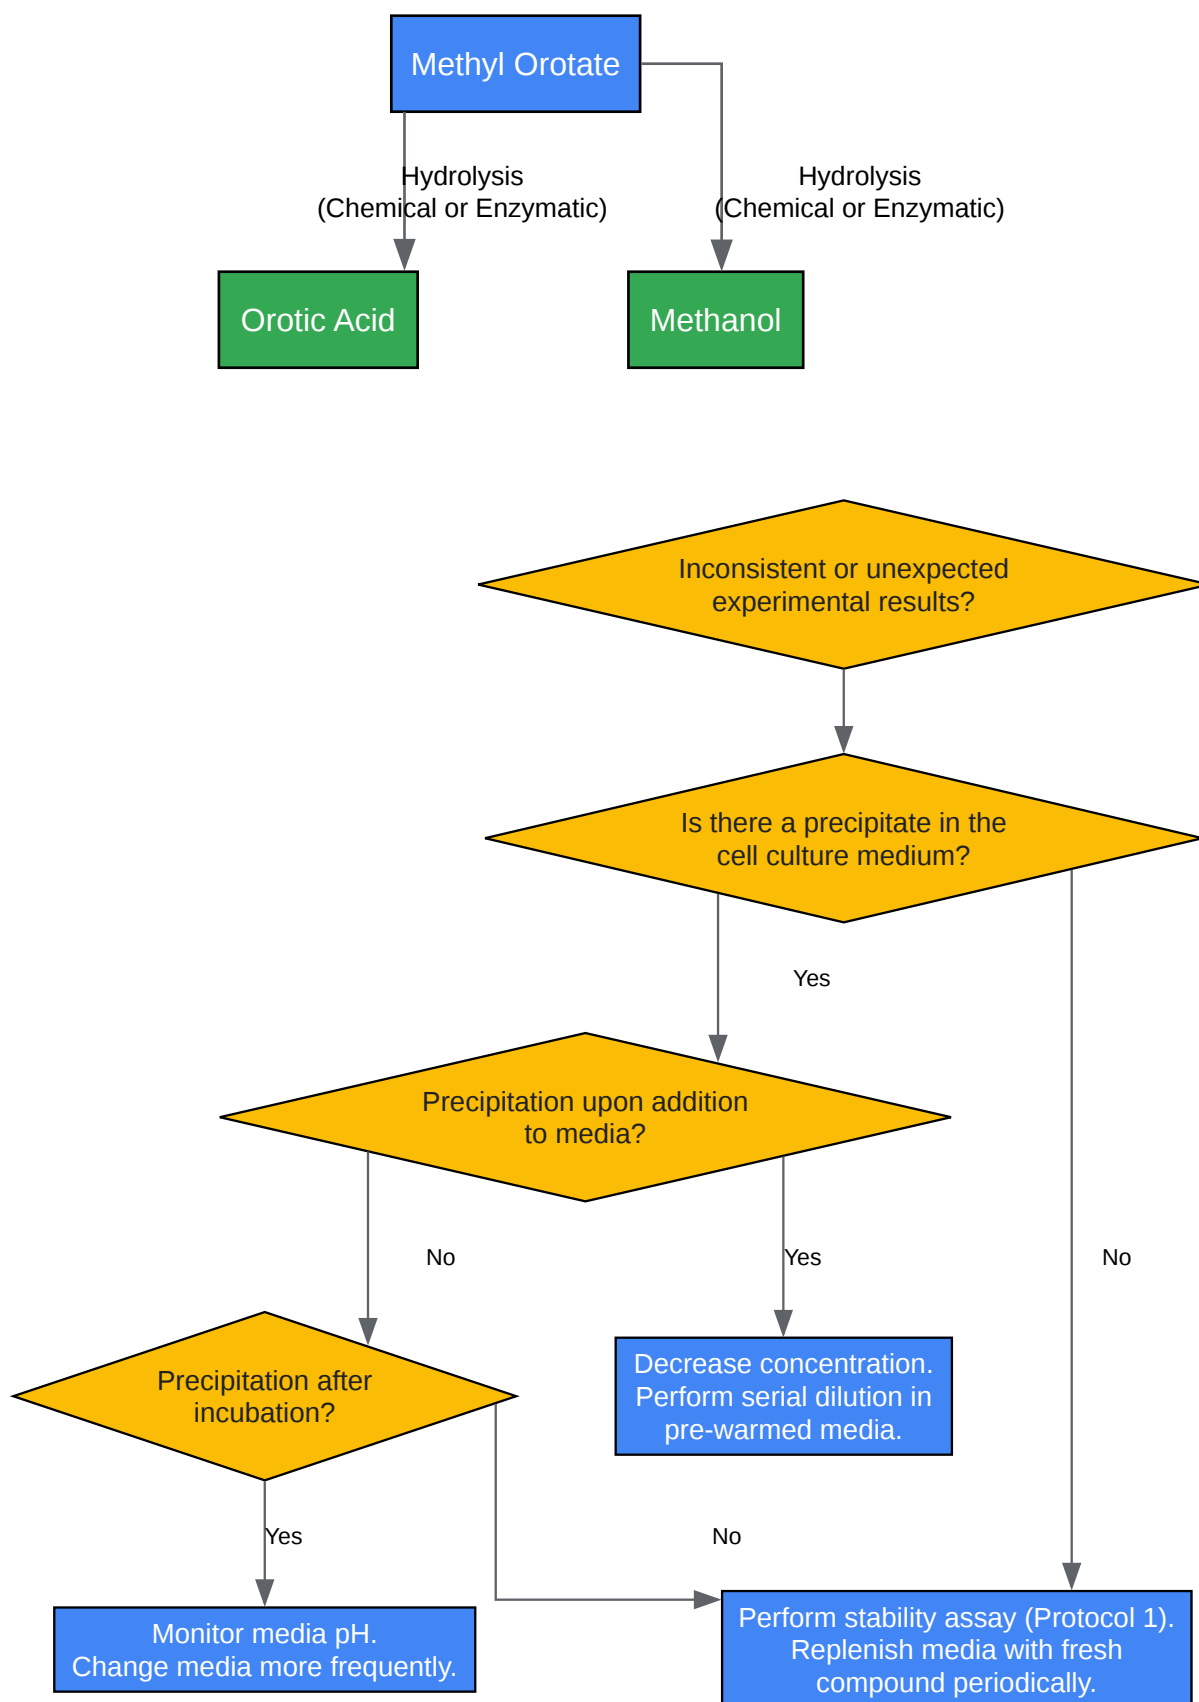 Methyl Orotate
Hydrolysis
(Chemical or Enzymatic)
Hydrolysis
(Chemical or Enzymatic)
Orotic Acid
Methanol
Inconsistent or unexpected
experimental results?
Is there a precipitate in the
cell culture medium?
Yes
Precipitation upon addition
to media?
No
Yes
No
Precipitation after
incubation?
Decrease concentration.
Perform serial dilution in
pre-warmed media.
Yes
No
Monitor media pH.
Change media more frequently.
Perform stability assay (Protocol 1).
Replenish media with fresh
compound periodically.